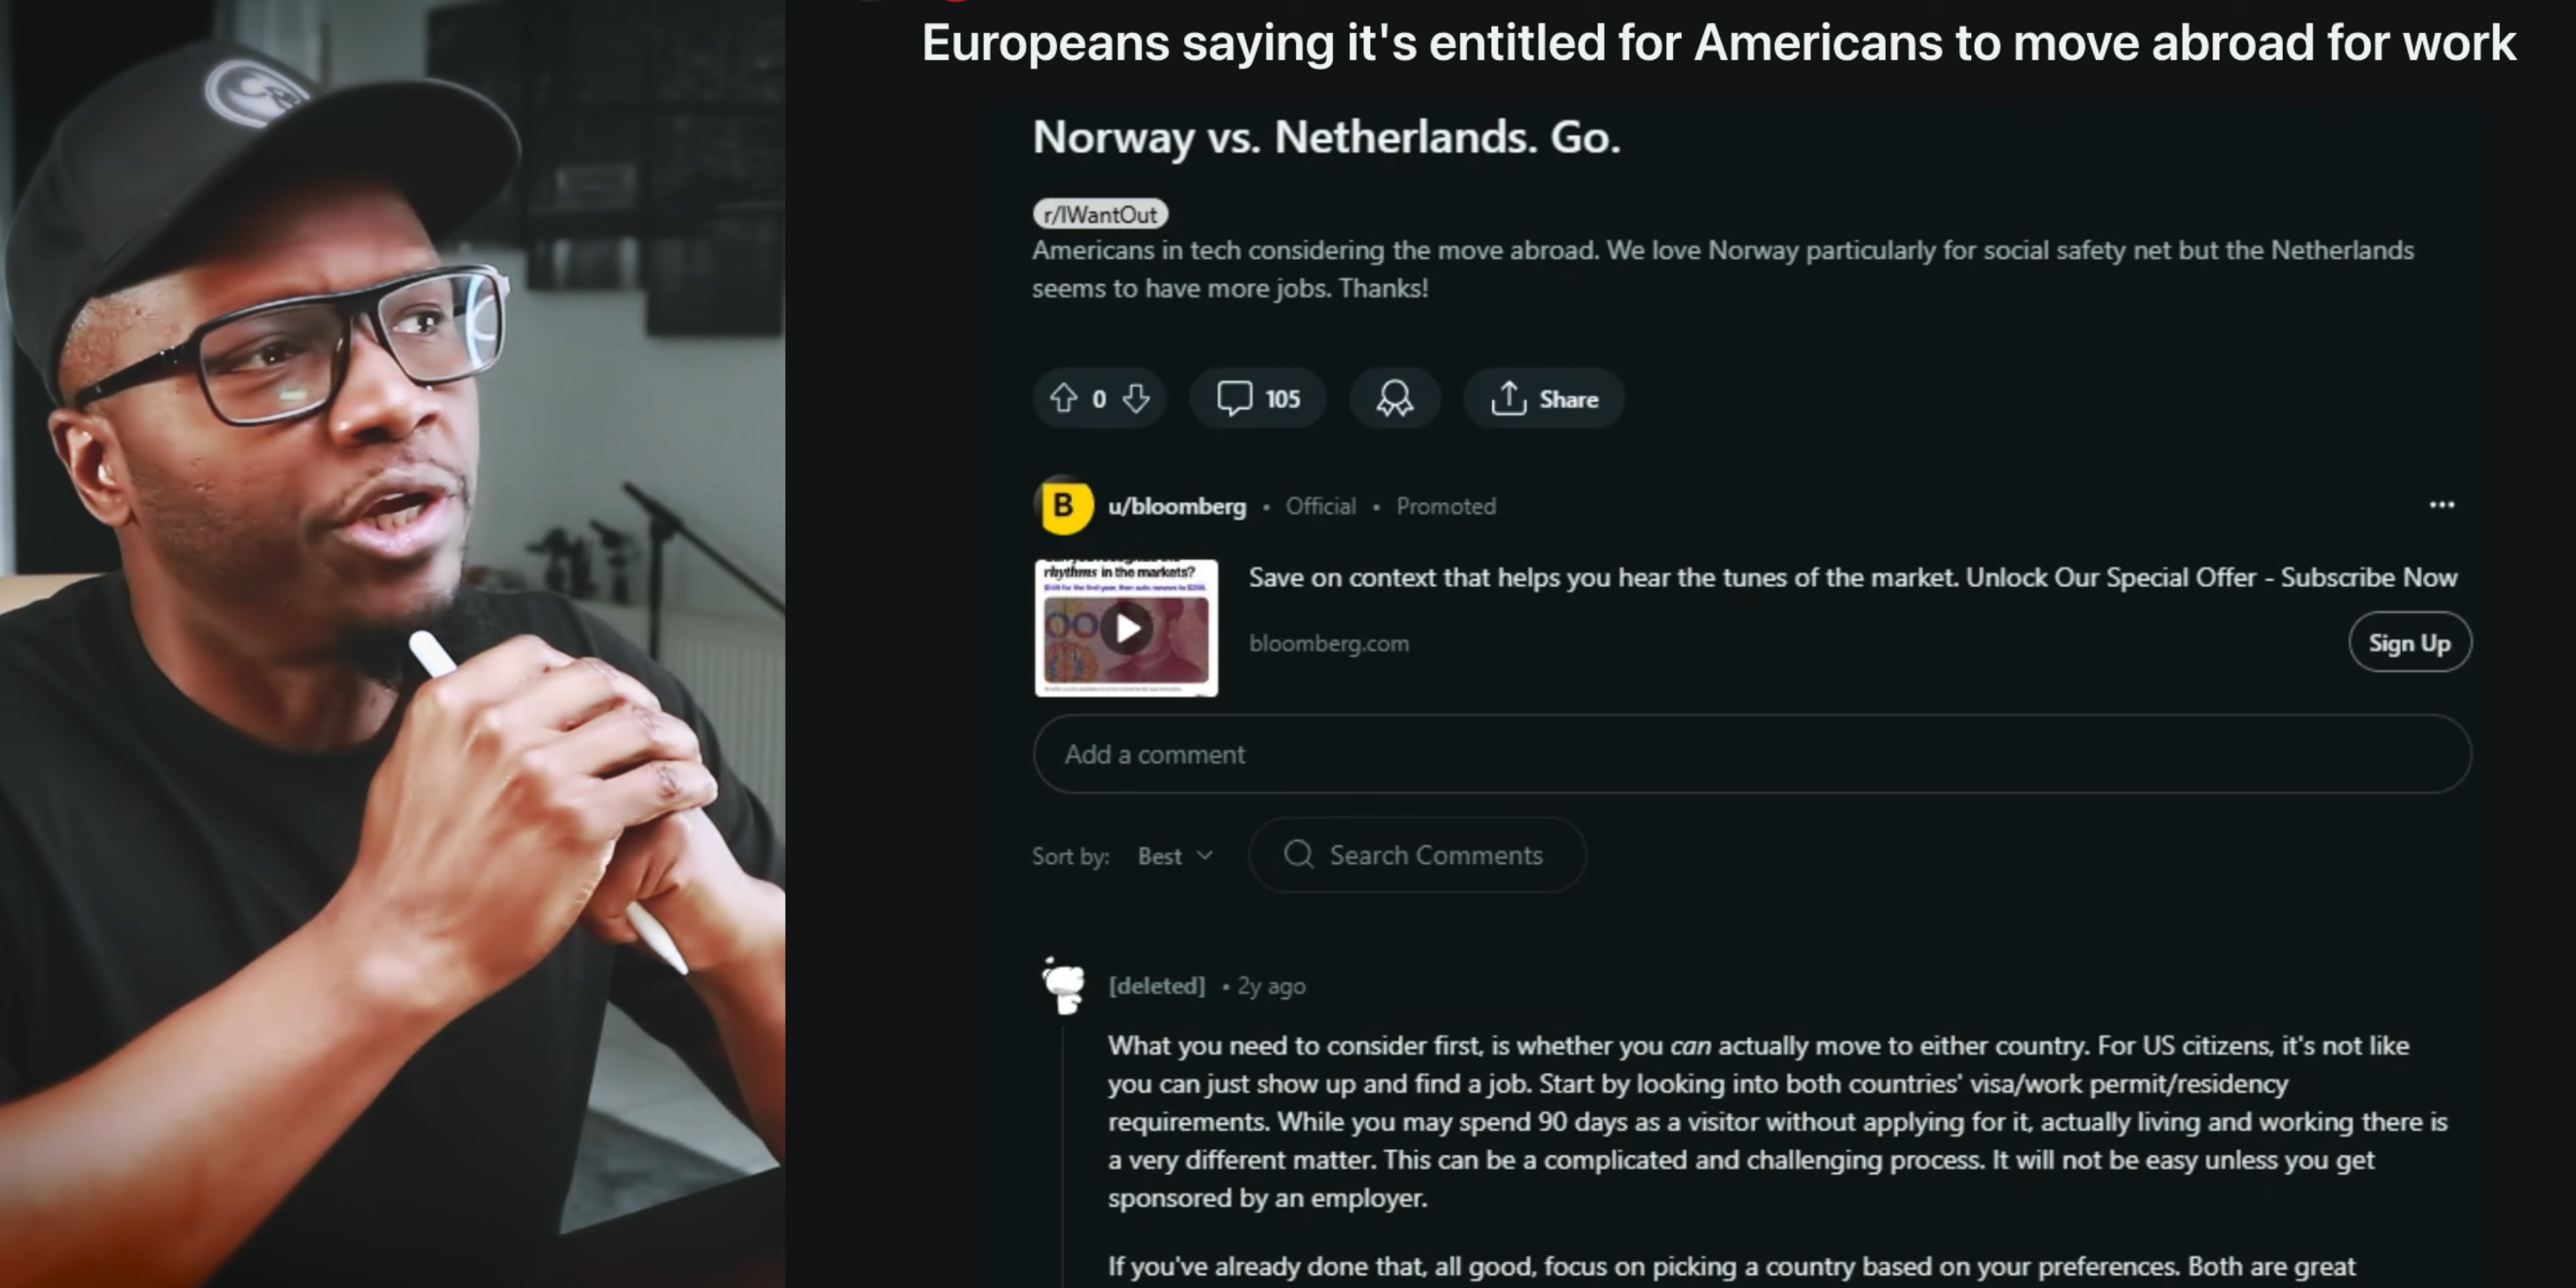 Europeans saying it's entitled for Americans to move abroad for work
Norway vs. Netherlands. Go.
r/IWantOut
Americans in tech considering the move abroad. We love Norway particularly for social safety net but the Netherlands
seems to have more jobs. Thanks!
0
105
Share
B
u/bloomberg • Official • Promoted
rhythms in the markets?
Save on context that helps you hear the tunes of the market. Unlock Our Special Offer - Subscribe Now
bloomberg.com
Sign Up
Add a comment
Sort by: Best
Search Comments
[deleted] • 2y ago
What you need to consider first, is whether you can actually move to either country. For US citizens, it's not like
you can just show up and find a job. Start by looking into both countries' visa/work permit/residency
requirements. While you may spend 90 days as a visitor without applying for it, actually living and working there is
a very different matter. This can be a complicated and challenging process. It will not be easy unless you get
sponsored by an employer.
If you've already done that, all good, focus on picking a country based on your preferences. Both are great